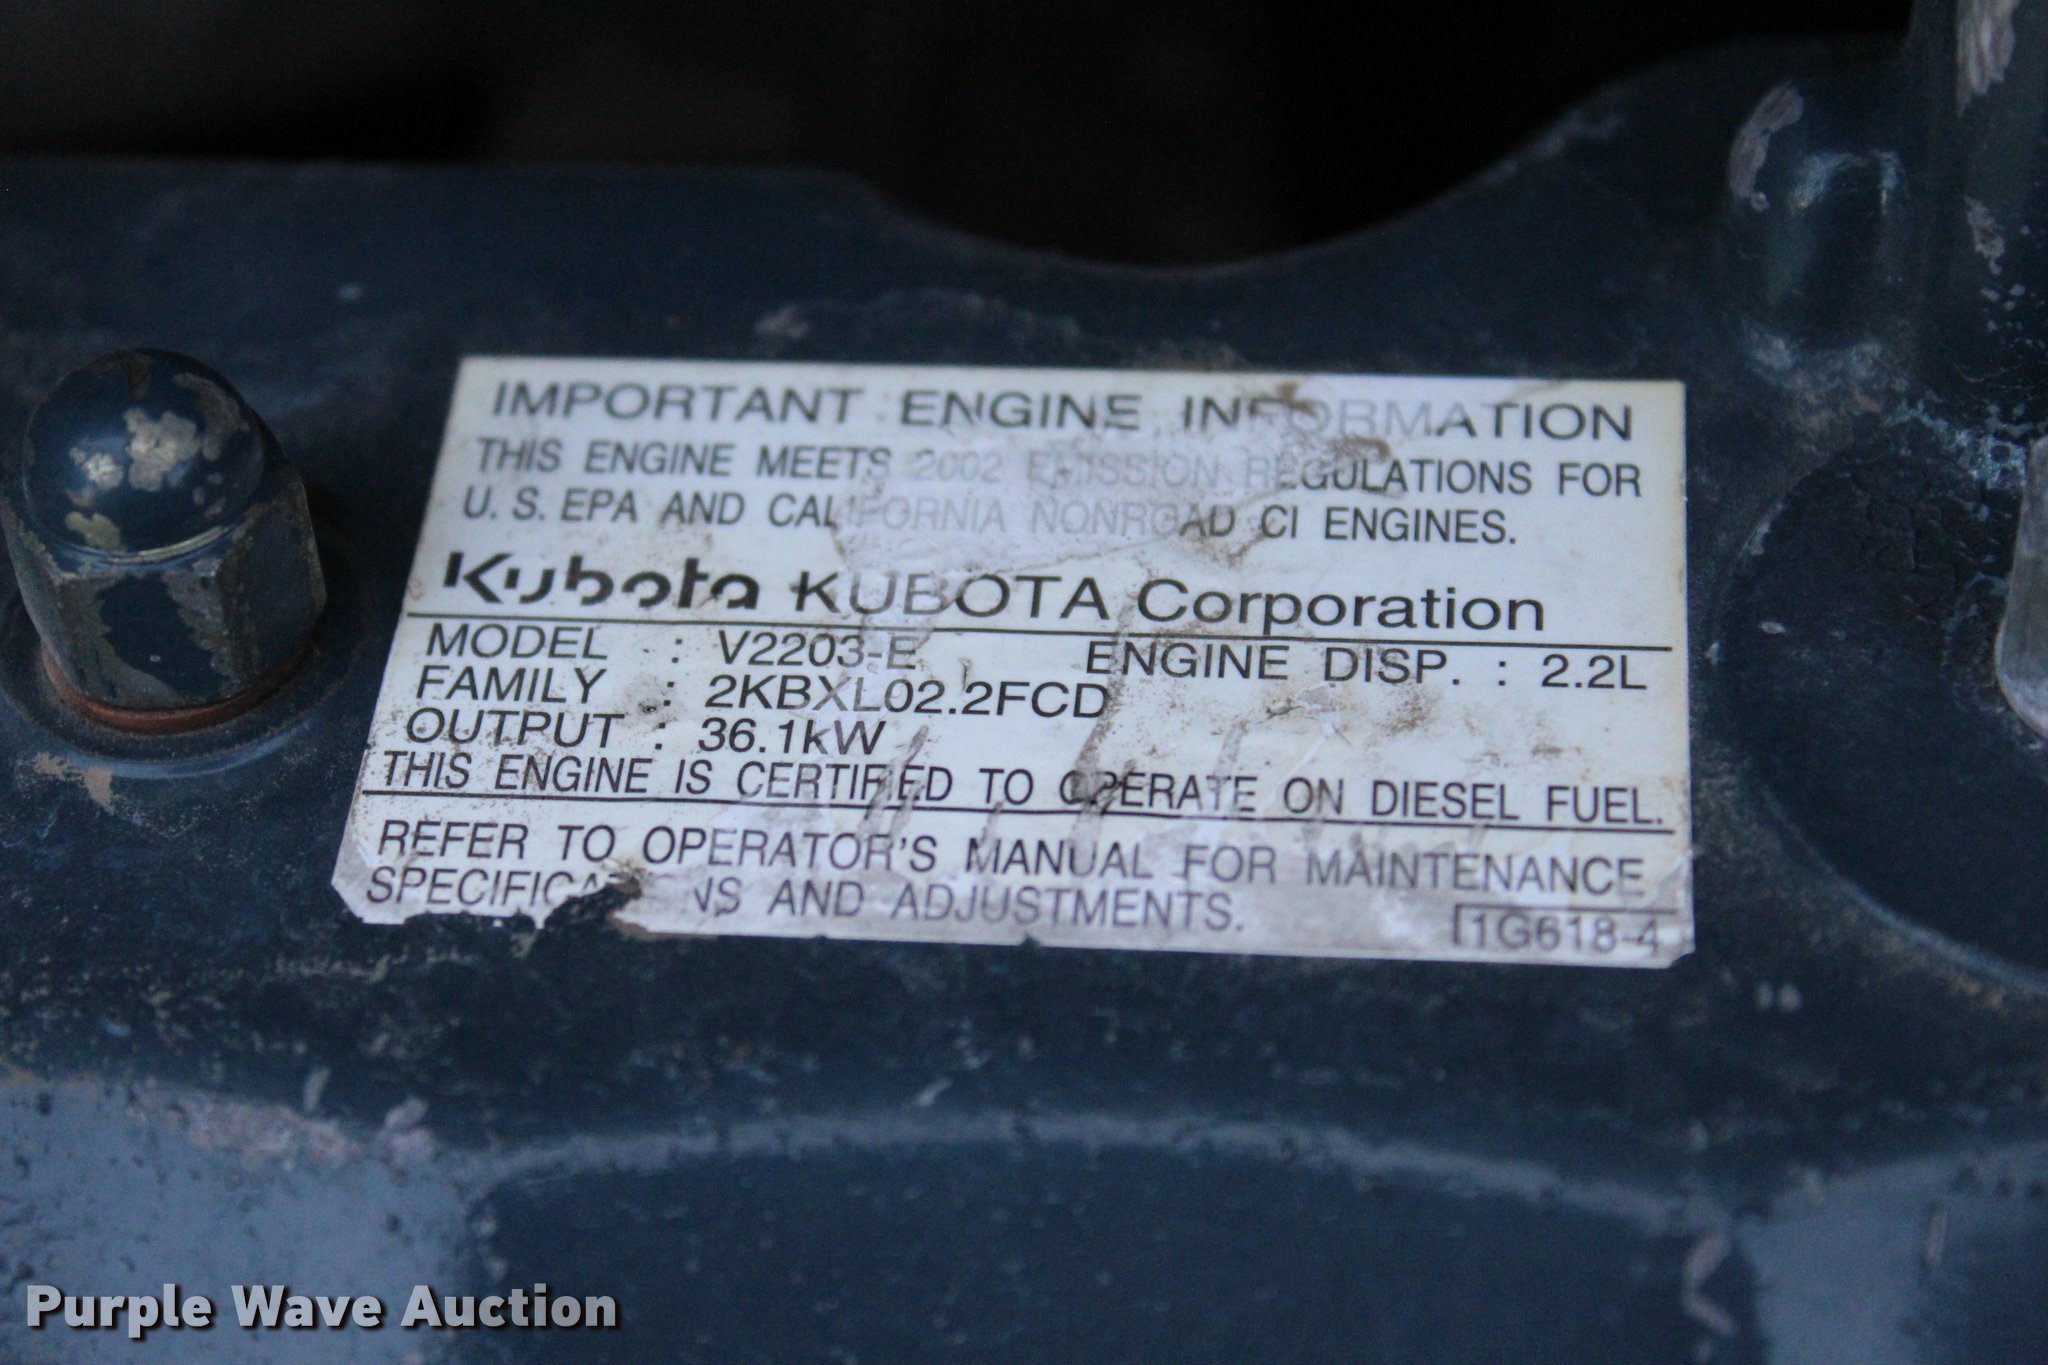 IMPORTANT ENGINE INFORMATION
THIS ENGINE MEETS 2002 EMISSION REGULATIONS FOR
U.S. EPA AND CALIFORNIA NONROAD CI ENGINES.
Kubota KUBOTA Corporation
MODEL : V2203-E ENGINE DISP. : 2.2L
FAMILY : 2KBXL02.2FCD
OUTPUT : 36.1kW
THIS ENGINE IS CERTIFIED TO OPERATE ON DIESEL FUEL.
REFER TO OPERATOR'S MANUAL FOR MAINTENANCE
SPECIFICATIONS AND ADJUSTMENTS.
1G618-4
Purple Wave Auction